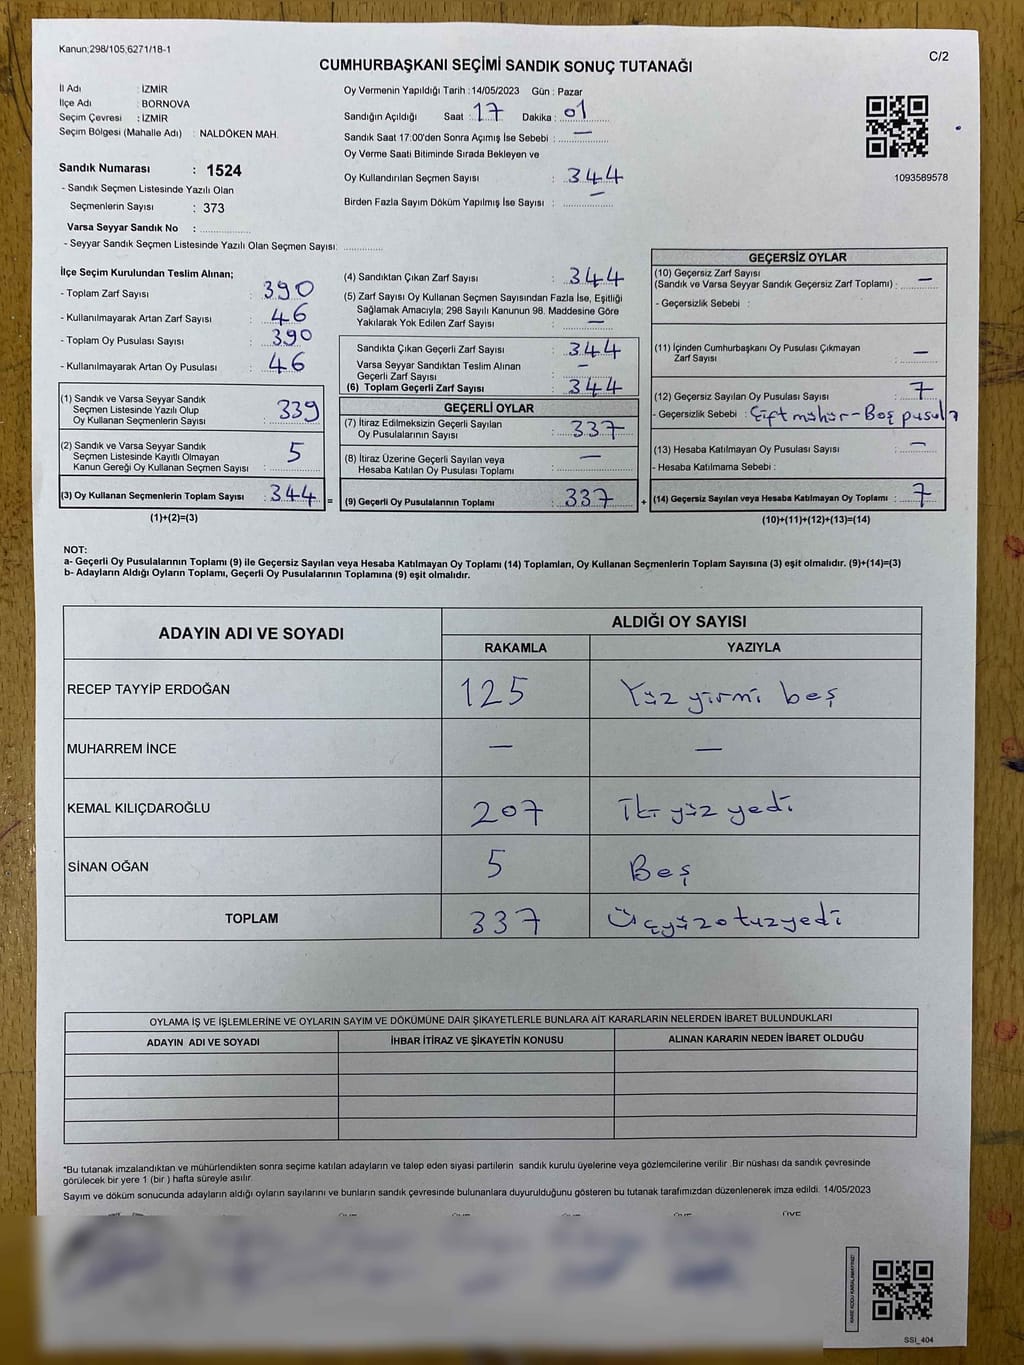 Kanun;298/105;6271/18-1
C/2
CUMHURBAŞKANI SEÇİMİ SANDIK SONUÇ TUTANAĞI
İl Adı : İZMİR
İlçe Adı : BORNOVA
Seçim Çevresi : İZMİR
Seçim Bölgesi (Mahalle Adı) : NALDÖKEN MAH.
Sandık Numarası : 1524
- Sandık Seçmen Listesinde Yazılı Olan
Seçmenlerin Sayısı : 373
Varsa Seyyar Sandık No :
- Seyyar Sandık Seçmen Listesinde Yazılı Olan Seçmen Sayısı:
Oy Vermenin Yapıldığı Tarih :14/05/2023 Gün : Pazar
Sandığın Açıldığı Saat : 17 Dakika : 01
Sandık Saat 17:00'den Sonra Açımış İse Sebebi : —
Oy Verme Saati Bitiminde Sırada Bekleyen ve
Oy Kullandırılan Seçmen Sayısı : 344
Birden Fazla Sayım Döküm Yapılmış İse Sayısı : —
1093589578
İlçe Seçim Kurulundan Teslim Alınan;
- Toplam Zarf Sayısı : 390
- Kullanılmayarak Artan Zarf Sayısı : 46
- Toplam Oy Pusulası Sayısı : 390
- Kullanılmayarak Artan Oy Pusulası : 46
(1) Sandık ve Varsa Seyyar Sandık
Seçmen Listesinde Yazılı Olup
Oy Kullanan Seçmenlerin Sayısı : 339
(2) Sandık ve Varsa Seyyar Sandık
Seçmen Listesinde Kayıtlı Olmayan
Kanun Gereği Oy Kullanan Seçmen Sayısı : 5
(3) Oy Kullanan Seçmenlerin Toplam Sayısı : 344 =
(1)+(2)=(3)
(4) Sandıktan Çıkan Zarf Sayısı : 344
(5) Zarf Sayısı Oy Kullanan Seçmen Sayısından Fazla İse, Eşitliği
Sağlamak Amacıyla; 298 Sayılı Kanunun 98. Maddesine Göre
Yakılarak Yok Edilen Zarf Sayısı : —
Sandıkta Çıkan Geçerli Zarf Sayısı : 344
Varsa Seyyar Sandıktan Teslim Alınan
Geçerli Zarf Sayısı : —
(6) Toplam Geçerli Zarf Sayısı : 344
GEÇERLİ OYLAR
(7) İtiraz Edilmeksizin Geçerli Sayılan
Oy Pusulalarının Sayısı : 337
(8) İtiraz Üzerine Geçerli Sayılan veya
Hesaba Katılan Oy Pusulası Toplamı : —
(9) Geçerli Oy Pusulalarının Toplamı : 337 +
GEÇERSİZ OYLAR
(10) Geçersiz Zarf Sayısı
(Sandık ve Varsa Seyyar Sandık Geçersiz Zarf Toplamı) : —
- Geçersizlik Sebebi :
(11) İçinden Cumhurbaşkanı Oy Pusulası Çıkmayan
Zarf Sayısı : —
(12) Geçersiz Sayılan Oy Pusulası Sayısı : 7
- Geçersizlik Sebebi : Çift mühür - Boş pusula
(13) Hesaba Katılmayan Oy Pusulası Sayısı : —
- Hesaba Katılmama Sebebi :
(14) Geçersiz Sayılan veya Hesaba Katılmayan Oy Toplamı : 7
(10)+(11)+(12)+(13)=(14)
NOT:
a- Geçerli Oy Pusulalarının Toplamı (9) ile Geçersiz Sayılan veya Hesaba Katılmayan Oy Toplamı (14) Toplamları, Oy Kullanan Seçmenlerin Toplam Sayısına (3) eşit olmalıdır. (9)+(14)=(3)
b- Adayların Aldığı Oyların Toplamı, Geçerli Oy Pusulalarının Toplamına (9) eşit olmalıdır.
ADAYIN ADI VE SOYADI
ALDIĞI OY SAYISI
RAKAMLA YAZIYLA
RECEP TAYYİP ERDOĞAN 125 Yüz yirmi beş
MUHARREM İNCE — —
KEMAL KILIÇDAROĞLU 207 İki yüz yedi
SİNAN OĞAN 5 Beş
TOPLAM 337 Üçyüzotuzyedi
OYLAMA İŞ VE İŞLEMLERİNE VE OYLARIN SAYIM VE DÖKÜMÜNE DAİR ŞİKAYETLERLE BUNLARA AİT KARARLARIN NELERDEN İBARET BULUNDUKLARI
ADAYIN ADI VE SOYADI İHBAR İTİRAZ VE ŞİKAYETİN KONUSU ALINAN KARARIN NEDEN İBARET OLDUĞU
*Bu tutanak imzalandıktan ve mühürlendikten sonra seçime katılan adayların ve talep eden siyasi partilerin sandık kurulu üyelerine veya gözlemcilerine verilir .Bir nüshası da sandık çevresinde
görülecek bir yere 1 (bir ) hafta süreyle asılır.
Sayım ve döküm sonucunda adayların aldığı oyların sayılarını ve bunların sandık çevresinde bulunanlara duyurulduğunu gösteren bu tutanak tarafımızdan düzenlenerek imza edildi. 14/05/2023
ÜYE
KARE KODU KARALAMAYINIZ!
SSI_404